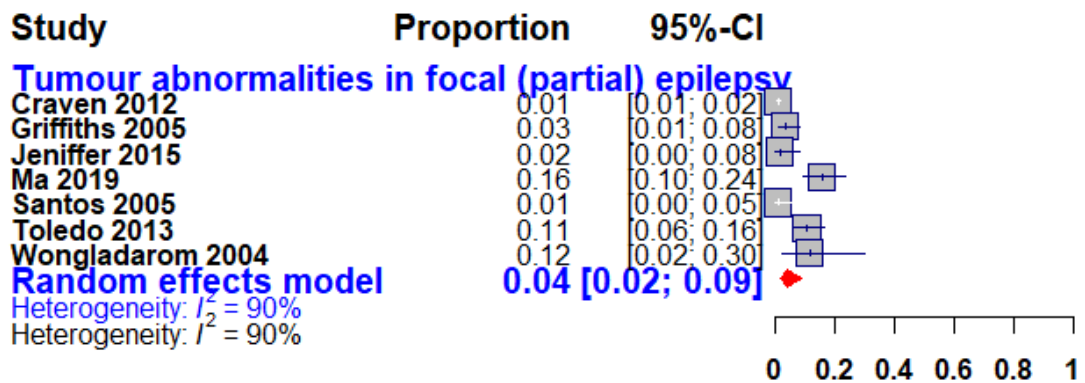 Study Proportion 95%-CI
Tumour abnormalities in focal (partial) epilepsy
Craven 2012 0.01 [0.01; 0.02]
Griffiths 2005 0.03 [0.01; 0.08]
Jeniffer 2015 0.02 [0.00; 0.08]
Ma 2019 0.16 [0.10; 0.24]
Santos 2005 0.01 [0.00; 0.05]
Toledo 2013 0.11 [0.06; 0.16]
Wongladarom 2004 0.12 [0.02; 0.30]
Random effects model 0.04 [0.02; 0.09]
Heterogeneity: I² = 90%
Heterogeneity: I² = 90%
0 0.2 0.4 0.6 0.8 1